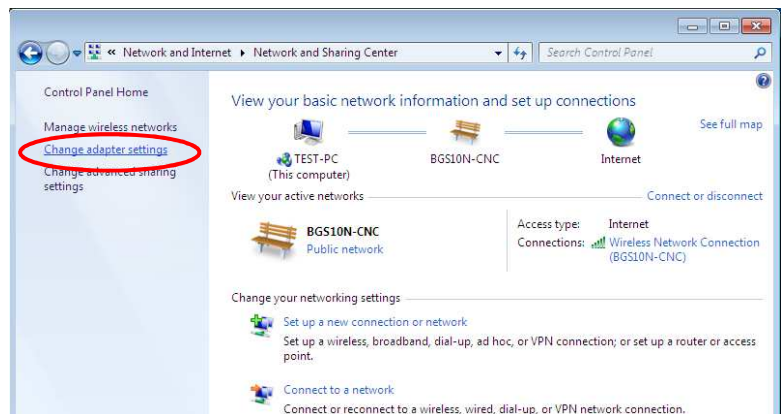 « Network and Internet ▸ Network and Sharing Center
Search Control Panel
Control Panel Home
Manage wireless networks
Change adapter settings
Change advanced sharing
settings
View your basic network information and set up connections
See full map
TEST-PC
(This computer)
BGS10N-CNC
Internet
View your active networks
Connect or disconnect
BGS10N-CNC
Public network
Access type: Internet
Connections: Wireless Network Connection
(BGS10N-CNC)
Change your networking settings
Set up a new connection or network
Set up a wireless, broadband, dial-up, ad hoc, or VPN connection; or set up a router or access
point.
Connect to a network
Connect or reconnect to a wireless, wired, dial-up, or VPN network connection.